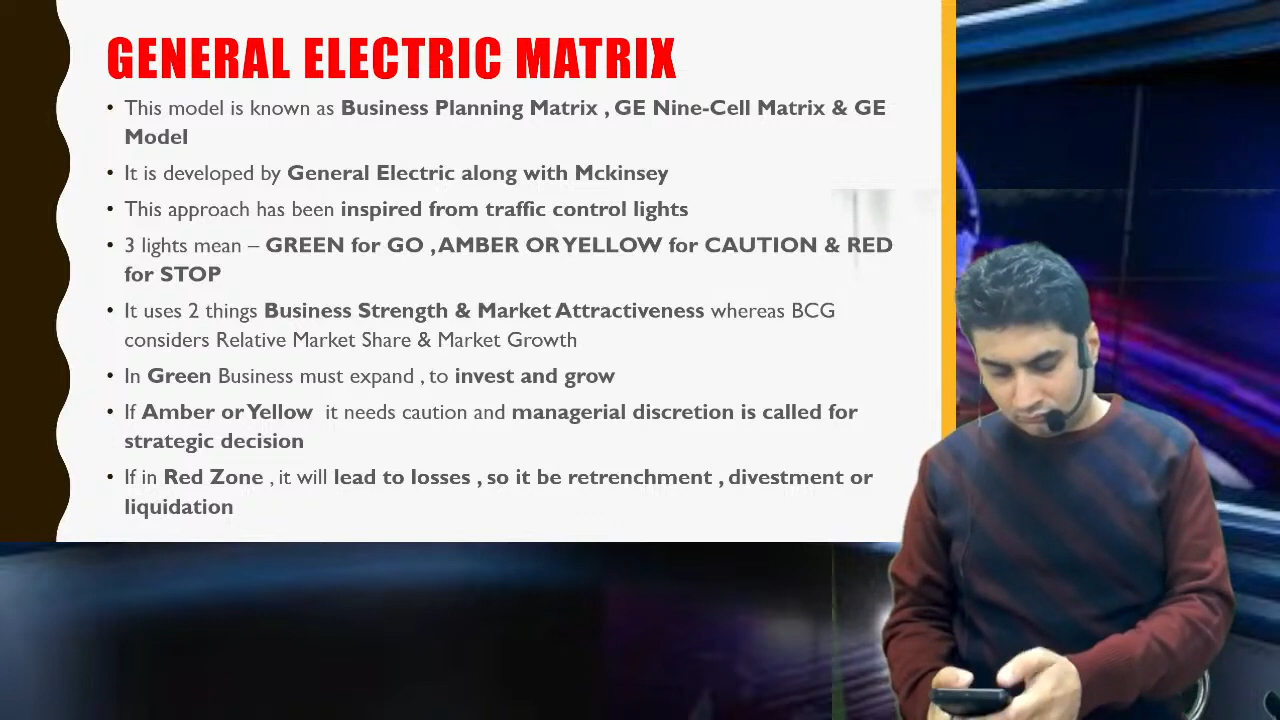 GENERAL ELECTRIC MATRIX
• This model is known as Business Planning Matrix , GE Nine-Cell Matrix & GE
Model
• It is developed by General Electric along with Mckinsey
• This approach has been inspired from traffic control lights
• 3 lights mean – GREEN for GO , AMBER OR YELLOW for CAUTION & RED
for STOP
• It uses 2 things Business Strength & Market Attractiveness whereas BCG
considers Relative Market Share & Market Growth
• In Green Business must expand , to invest and grow
• If Amber or Yellow it needs caution and managerial discretion is called for
strategic decision
• If in Red Zone , it will lead to losses , so it be retrenchment , divestment or
liquidation